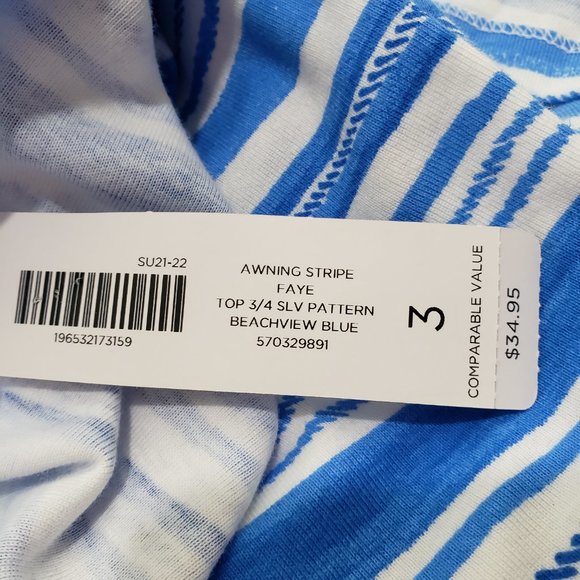 SU21-22
196532173159
AWNING STRIPE
FAYE
TOP 3/4 SLV PATTERN
BEACHVIEW BLUE
570329891
3
COMPARABLE VALUE
$34.95